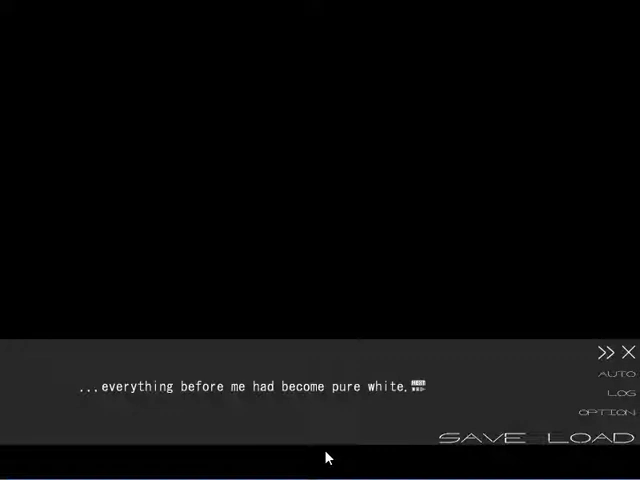 ...everything before me had become pure white.
>> X
AUTO
LOG
OPTION
SAVE LOAD